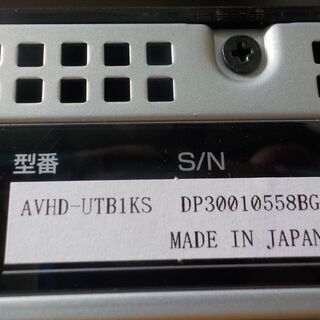 型番 S/N
AVHD-UTB1KS DP30010558BG
MADE IN JAPAN